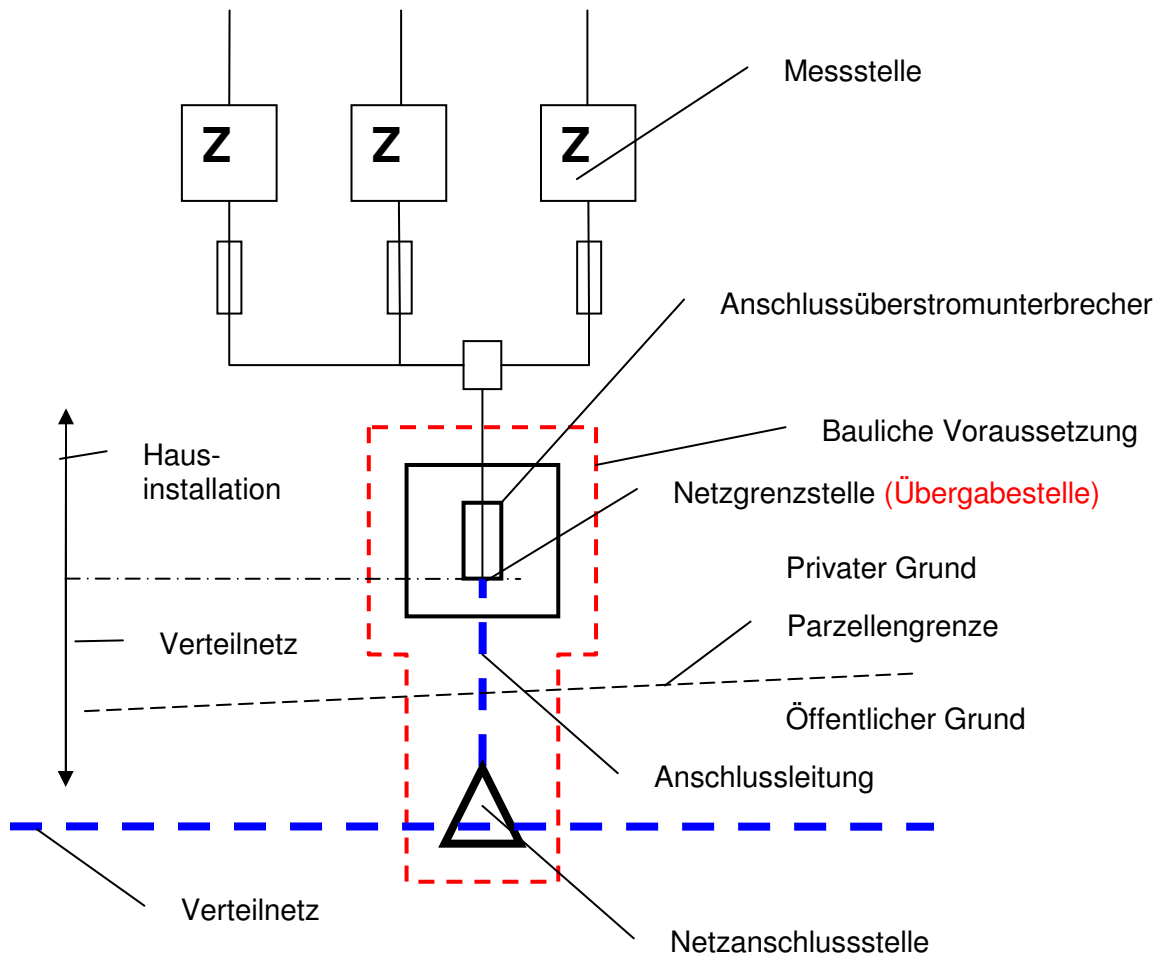 Messstelle
Z Z Z
Anschlussüberstromunterbrecher
Bauliche Voraussetzung
Haus-
installation
Netzgrenzstelle (Übergabestelle)
Privater Grund
Parzellengrenze
Verteilnetz
Öffentlicher Grund
Anschlussleitung
Verteilnetz
Netzanschlussstelle